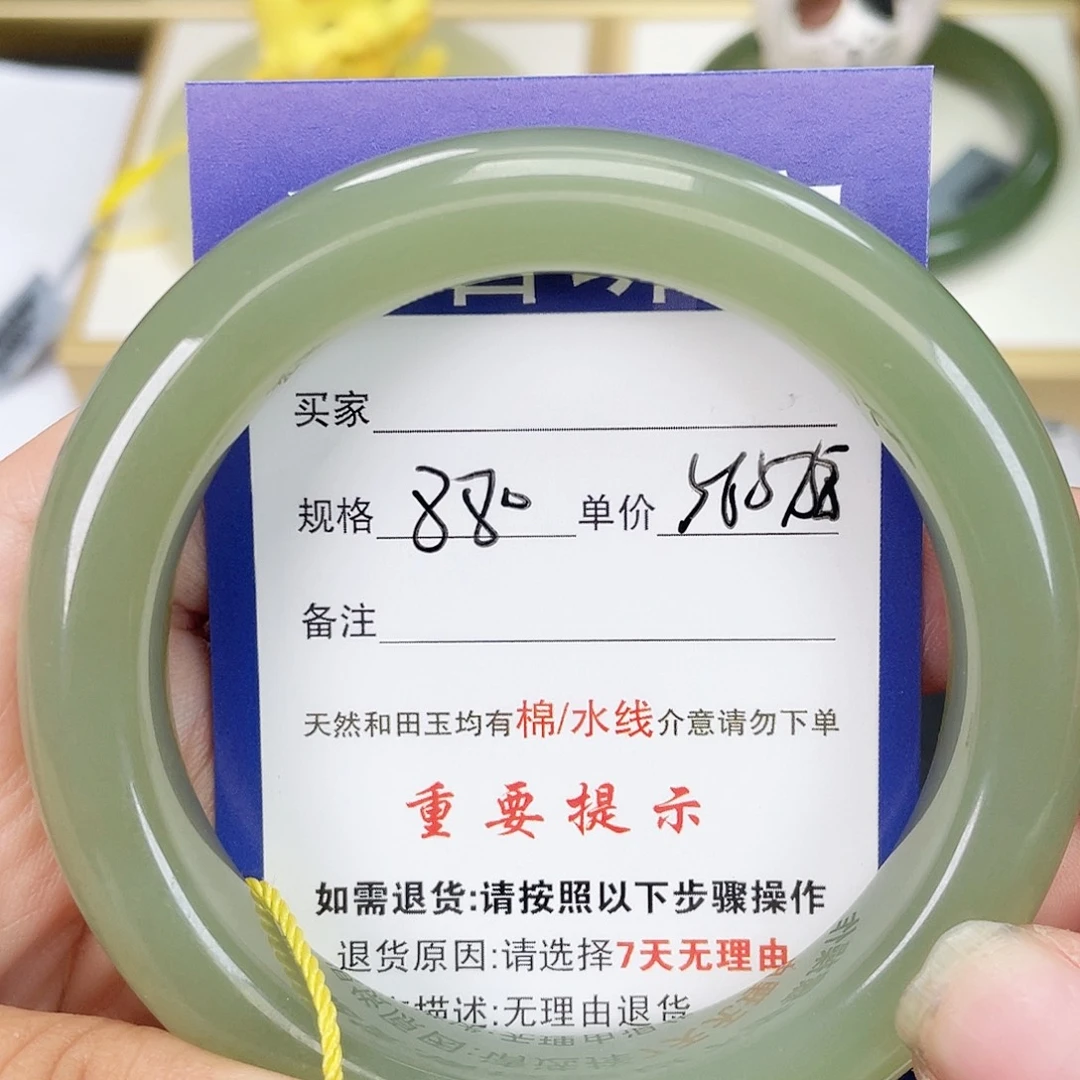 买家
规格 880 单价
备注
天然和田玉均有棉/水线介意请勿下单
重要提示
如需退货:请按照以下步骤操作
退货原因:请选择7天无理由
描述:无理由退货